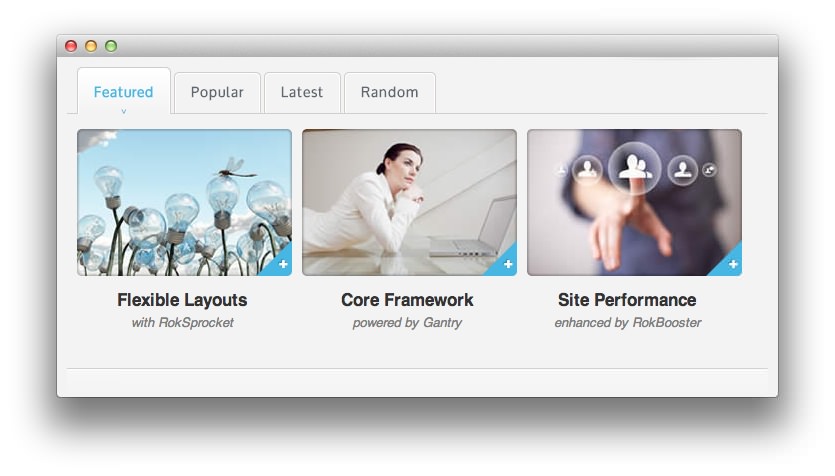 Featured
Popular
Latest
Random
Flexible Layouts
with RokSprocket
Core Framework
powered by Gantry
Site Performance
enhanced by RokBooster